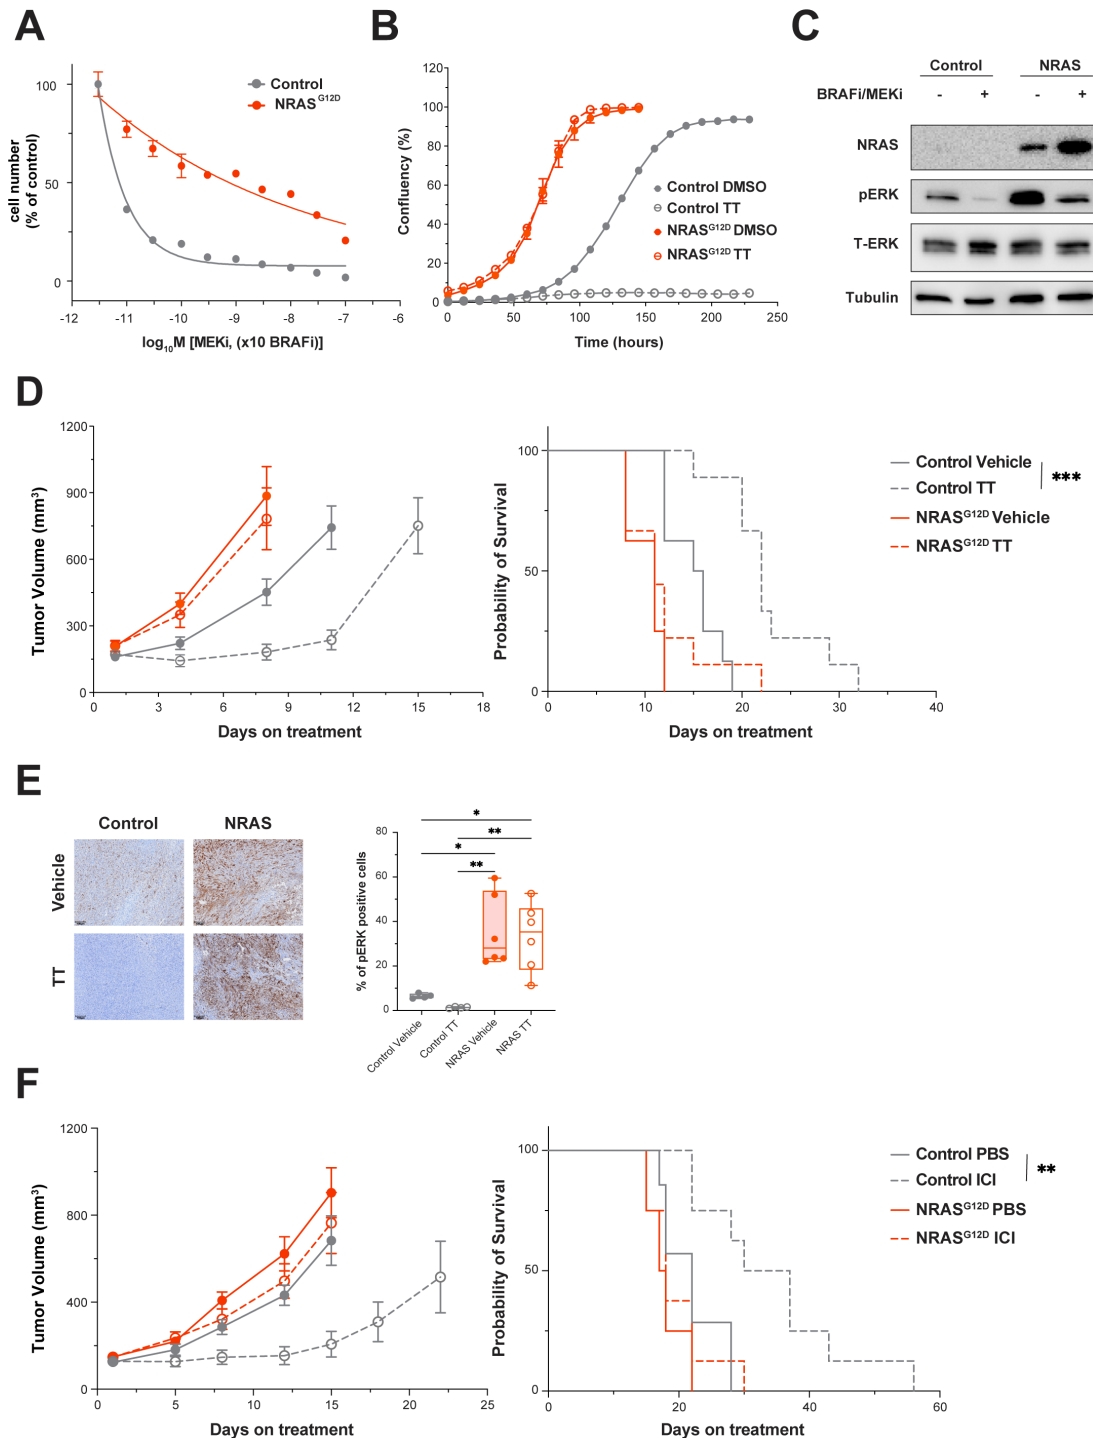 A
100
75
50
25
0
cell number
(% of control)
Control
NRAS G12D
-12 -11 -10 -9 -8 -7 -6
log10M [MEKi, (x10 BRAFi)]
B
120
100
80
60
40
20
0
Confluency (%)
Control DMSO
Control TT
NRASG12D DMSO
NRASG12D TT
0 50 100 150 200 250
Time (hours)
C
Control NRAS
BRAFi/MEKi - + - +
NRAS
pERK
T-ERK
Tubulin
D
1200
900
600
300
0
Tumor Volume (mm3)
0 3 6 9 12 15 18
Days on treatment
100
50
0
Probability of Survival
0 10 20 30 40
Days on treatment
Control Vehicle
Control TT
***
NRASG12D Vehicle
NRASG12D TT
E
Control NRAS
Vehicle
TT
80
60
40
20
0
% of pERK positive cells
*
**
*
**
Control Vehicle
Control TT
NRAS Vehicle
NRAS TT
F
1200
800
400
0
Tumor Volume (mm3)
0 5 10 15 20 25
Days on treatment
100
50
0
Probability of Survival
0 20 40 60
Days on treatment
Control PBS
Control ICI
**
NRASG12D PBS
NRASG12D ICI